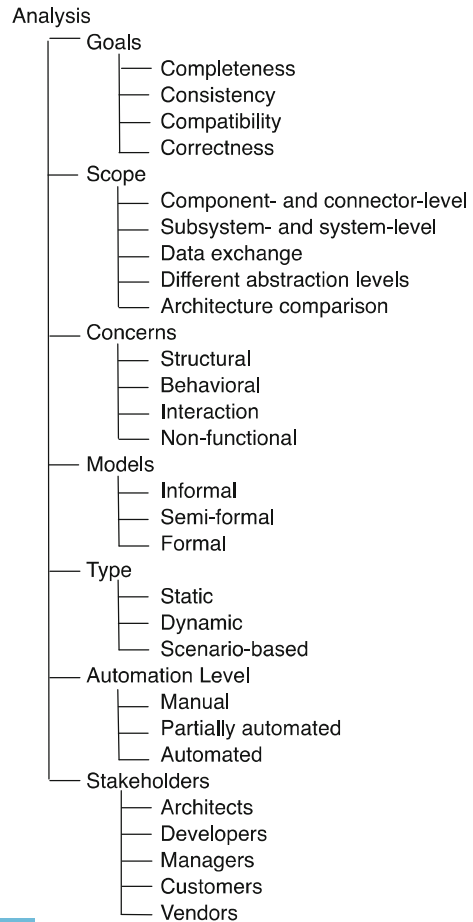 Analysis
Goals
Completeness
Consistency
Compatibility
Correctness
Scope
Component- and connector-level
Subsystem- and system-level
Data exchange
Different abstraction levels
Architecture comparison
Concerns
Structural
Behavioral
Interaction
Non-functional
Models
Informal
Semi-formal
Formal
Type
Static
Dynamic
Scenario-based
Automation Level
Manual
Partially automated
Automated
Stakeholders
Architects
Developers
Managers
Customers
Vendors